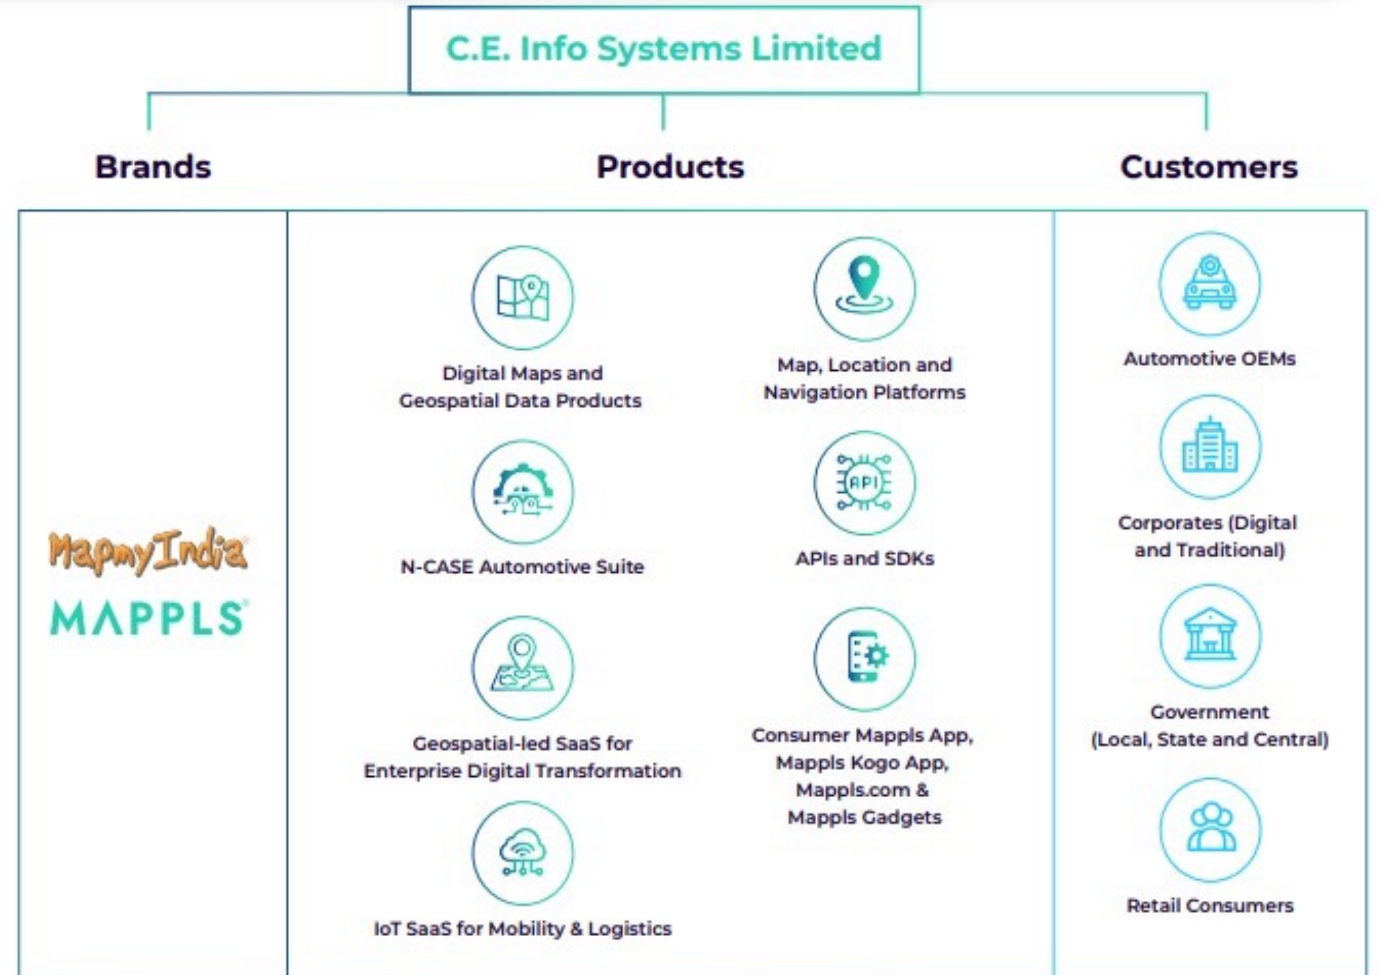 C.E. Info Systems Limited
Brands
Products
Customers
MapmyIndia
MAPPLS
Digital Maps and
Geospatial Data Products
Map, Location and
Navigation Platforms
N-CASE Automotive Suite
API
APIs and SDKs
Geospatial-led SaaS for
Enterprise Digital Transformation
Consumer Mappls App,
Mappls Kogo App,
Mappls.com &
Mappls Gadgets
IoT SaaS for Mobility & Logistics
Automotive OEMs
Corporates (Digital
and Traditional)
Government
(Local, State and Central)
Retail Consumers